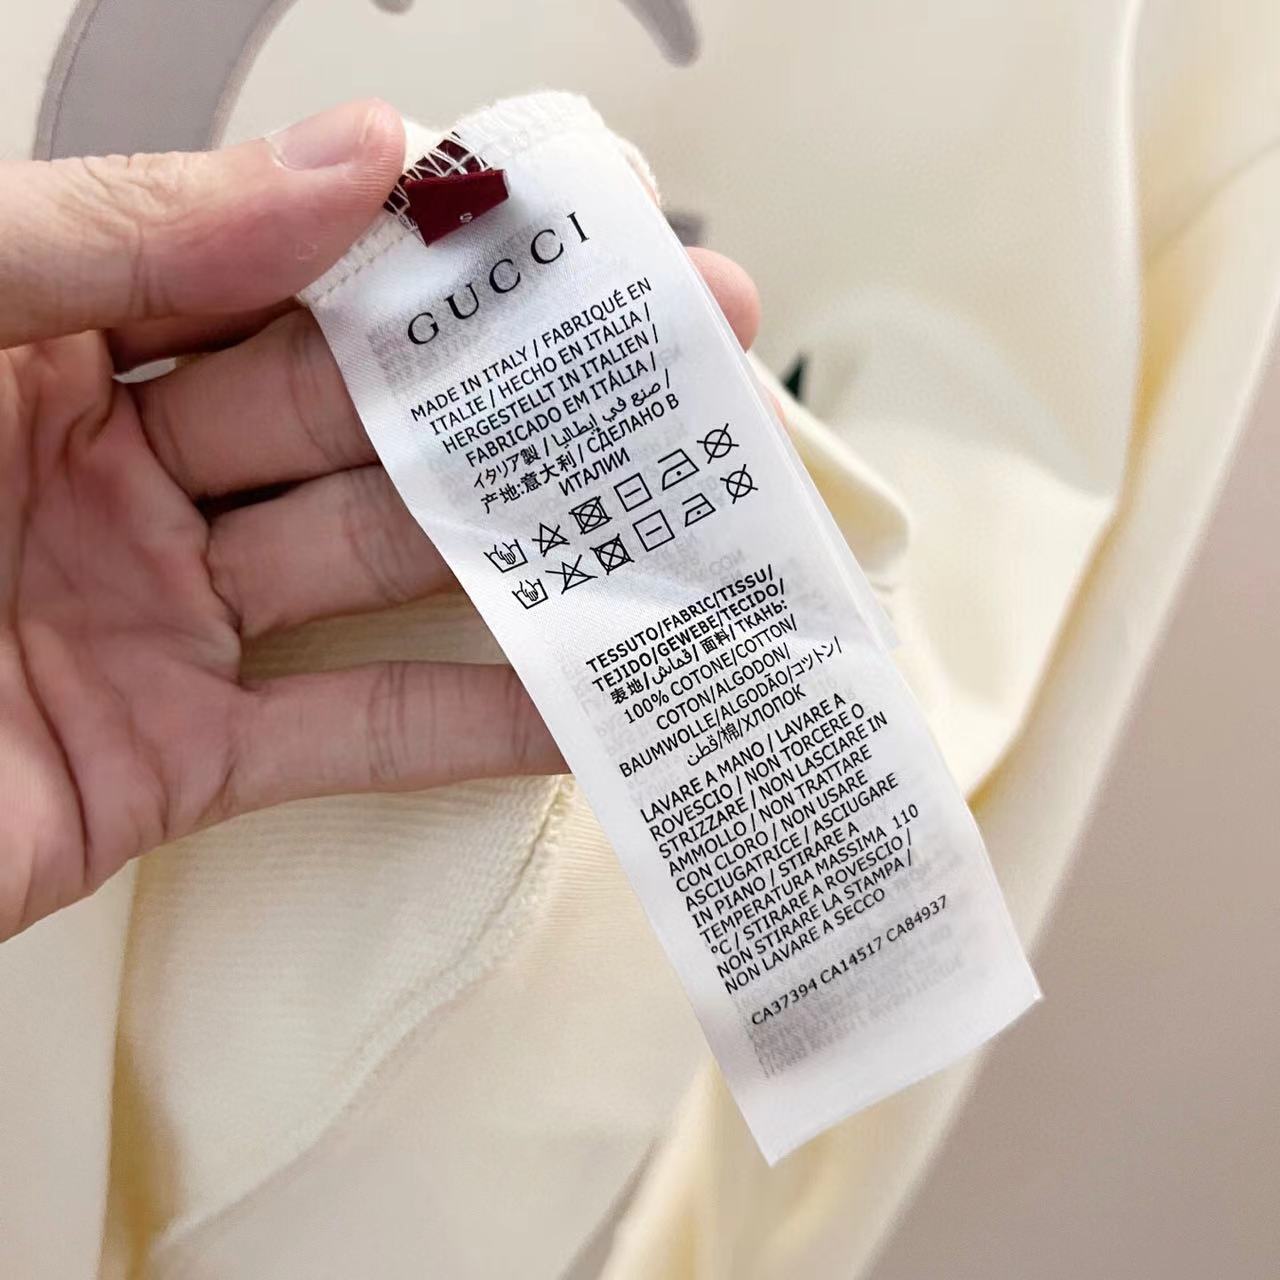 S
GUCCI
MADE IN ITALY / FABRIQUÉ EN
ITALIE / HECHO EN ITALIA /
HERGESTELLT IN ITALIEN /
FABRICADO EM ITÁLIA /
イタリア製 / صنع في إيطاليا /
产地:意大利 / СДЕЛАНО В
ИТАЛИИ
TESSUTO/FABRIC/TISSU/
TEJIDO/GEWEBE/TECIDO/
表地/قماش/面料/ТКАНЬ:
100% COTONE/COTTON/
COTON/ALGODON/
BAUMWOLLE/ALGODÃO/コットン/
قطن/棉/ХЛОПОК
LAVARE A MANO / LAVARE A
ROVESCIO / NON TORCERE O
STRIZZARE / NON LASCIARE IN
AMMOLLO / NON TRATTARE
CON CLORO / NON USARE
ASCIUGATRICE / ASCIUGARE
IN PIANO / STIRARE A
TEMPERATURA MASSIMA 110
°C / STIRARE A ROVESCIO /
NON STIRARE LA STAMPA /
NON LAVARE A SECCO
CA37394 CA14517 CA84937